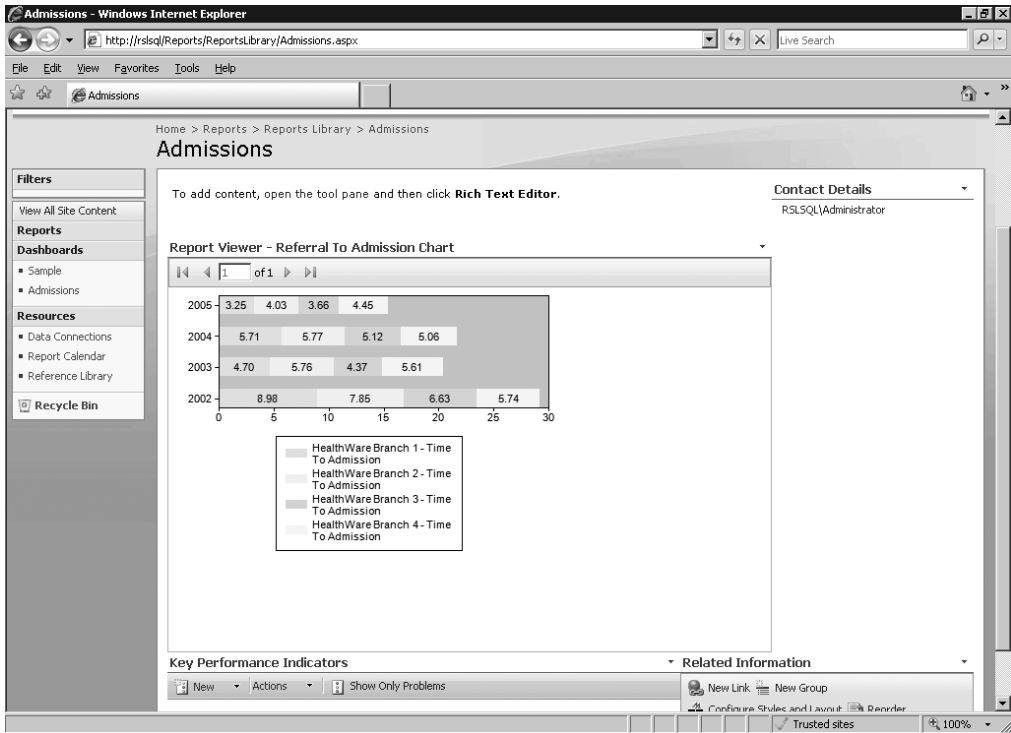 Admissions - Windows Internet Explorer
http://rslsql/Reports/ReportsLibrary/Admissions.aspx
Live Search
File Edit View Favorites Tools Help
Admissions
Home > Reports > Reports Library > Admissions
Admissions
Filters
View All Site Content
Reports
Dashboards
Sample
Admissions
Resources
Data Connections
Report Calendar
Reference Library
Recycle Bin
To add content, open the tool pane and then click Rich Text Editor.
Contact Details
RSLSQL\Administrator
Report Viewer - Referral To Admission Chart
1 of 1
2005 3.25 4.03 3.66 4.45
2004 5.71 5.77 5.12 5.06
2003 4.70 5.76 4.37 5.61
2002 8.98 7.85 6.63 5.74
0 5 10 15 20 25 30
HealthWare Branch 1 - Time
To Admission
HealthWare Branch 2 - Time
To Admission
HealthWare Branch 3 - Time
To Admission
HealthWare Branch 4 - Time
To Admission
Key Performance Indicators
New Actions Show Only Problems
Related Information
New Link New Group
Configure Styles and Layout Reorder
Trusted sites 100%